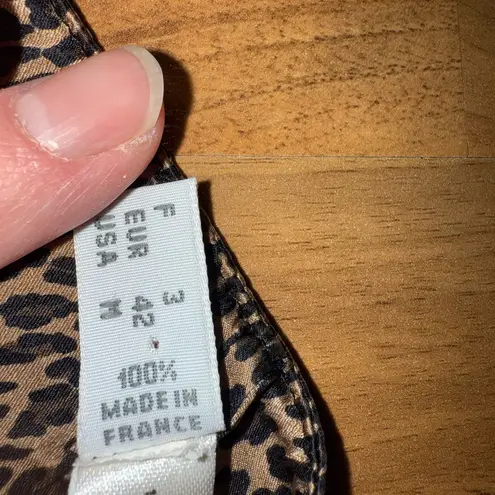 F 3
EUR 42
USA M
100%
MADE IN
FRANCE